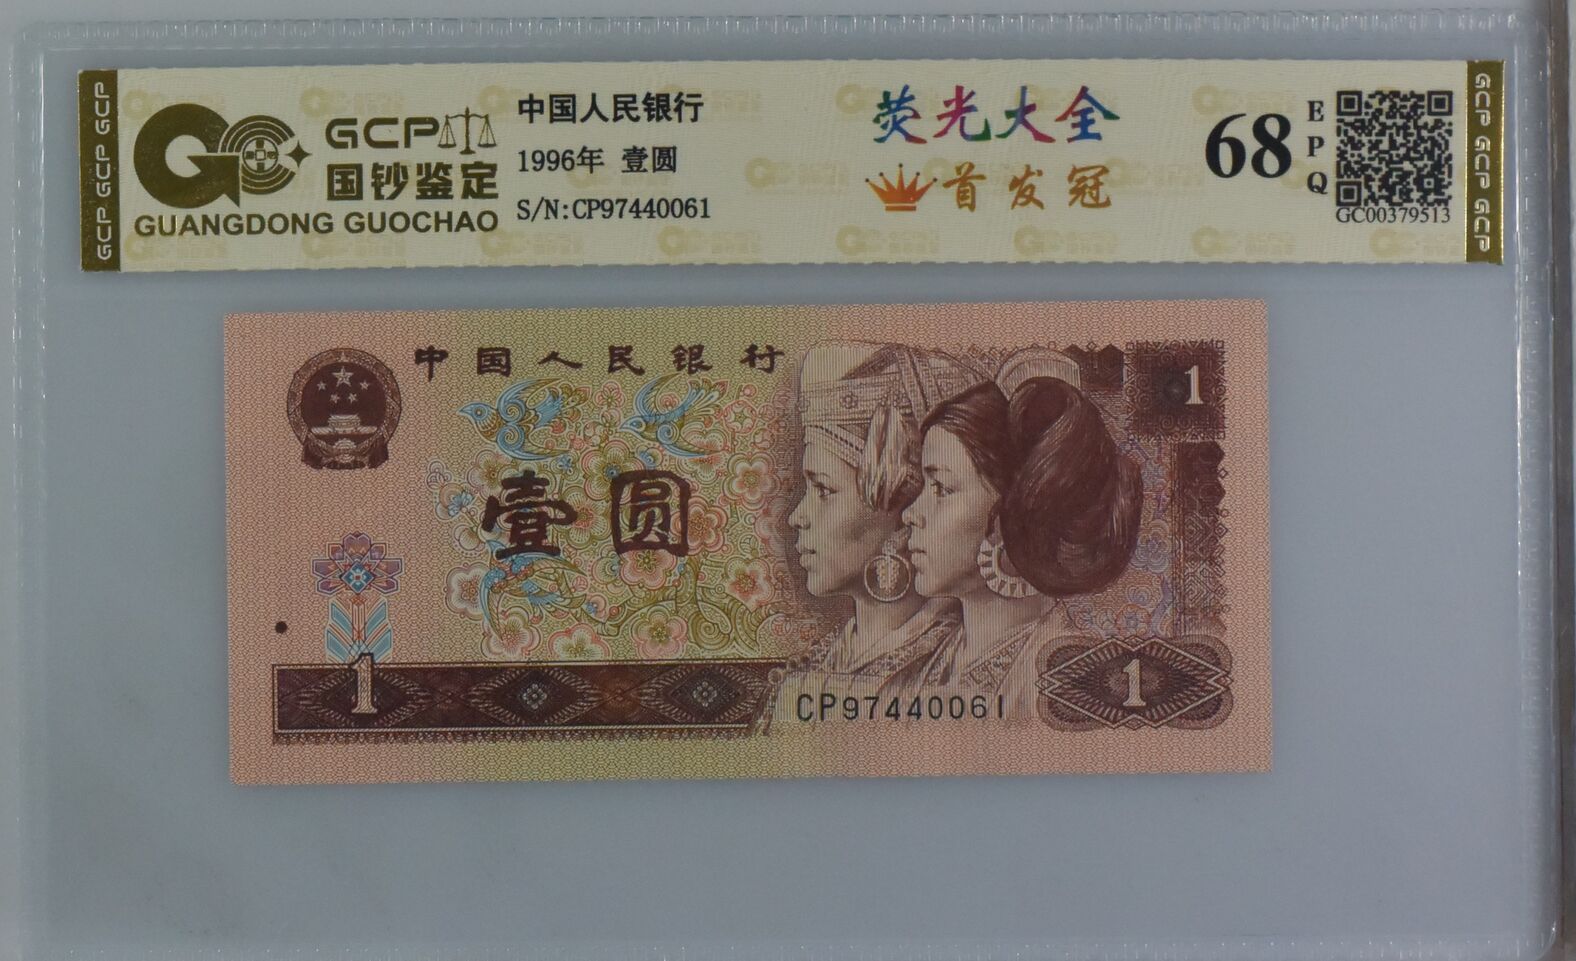 GCP GCP GCP
GCP
国钞鉴定
GUANGDONG GUOCHAO
中国人民银行
1996年 壹圆
S/N:CP97440061
荧光大全
首发冠
68
EPQ
GC00379513
GCP GCP GCP
中国人民银行
1
壹圆
1
CP97440061
1